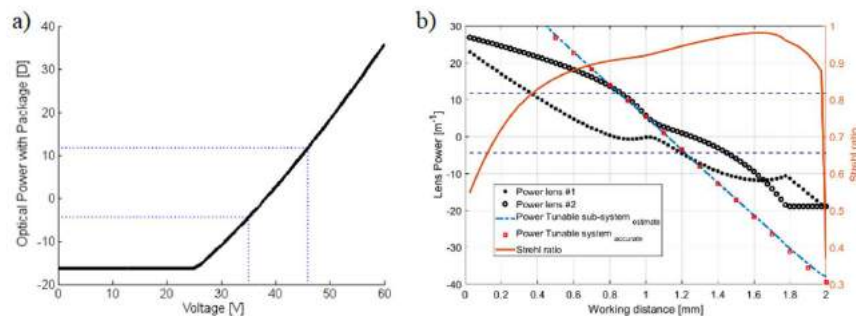 a)
Optical Power with Package [D]
40
30
20
10
0
-10
-20
0 10 20 30 40 50 60
Voltage [V]
b)
Lens Power [m⁻¹]
30
20
10
0
-10
-20
-30
-40
Power lens #1
Power lens #2
Power Tunable sub-system estimate
Power Tunable system accurate
Strehl ratio
0 0.2 0.4 0.6 0.8 1 1.2 1.4 1.6 1.8 2
Working distance [mm]
1
0.9
0.8
0.7
0.6
0.5
0.4
0.3
Strehl ratio